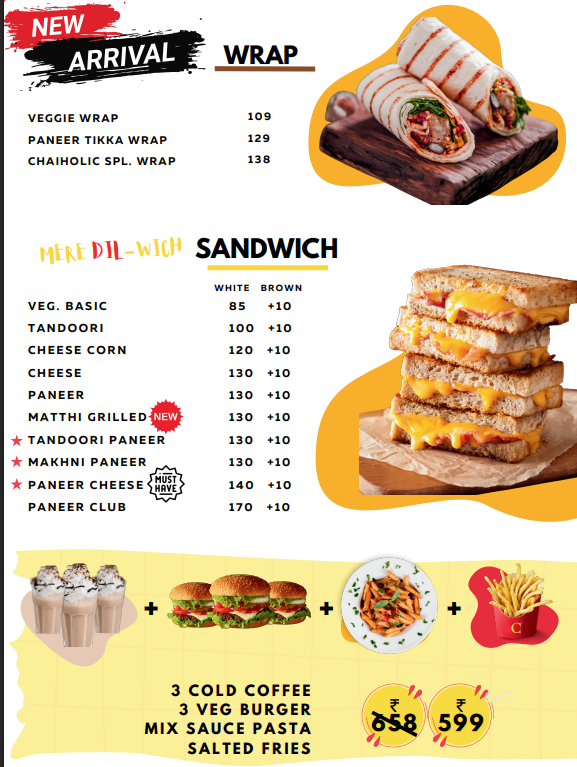 NEW
ARRIVAL
WRAP
VEGGIE WRAP 109
PANEER TIKKA WRAP 129
CHAIHOLIC SPL. WRAP 138
MERE DIL-WICH SANDWICH
WHITE BROWN
VEG. BASIC 85 +10
TANDOORI 100 +10
CHEESE CORN 120 +10
CHEESE 130 +10
PANEER 130 +10
MATTHI GRILLED NEW 130 +10
TANDOORI PANEER 130 +10
MAKHNI PANEER 130 +10
PANEER CHEESE MUST HAVE 140 +10
PANEER CLUB 170 +10
+ + +
C
3 COLD COFFEE
3 VEG BURGER
MIX SAUCE PASTA
SALTED FRIES
₹ 658 ₹ 599